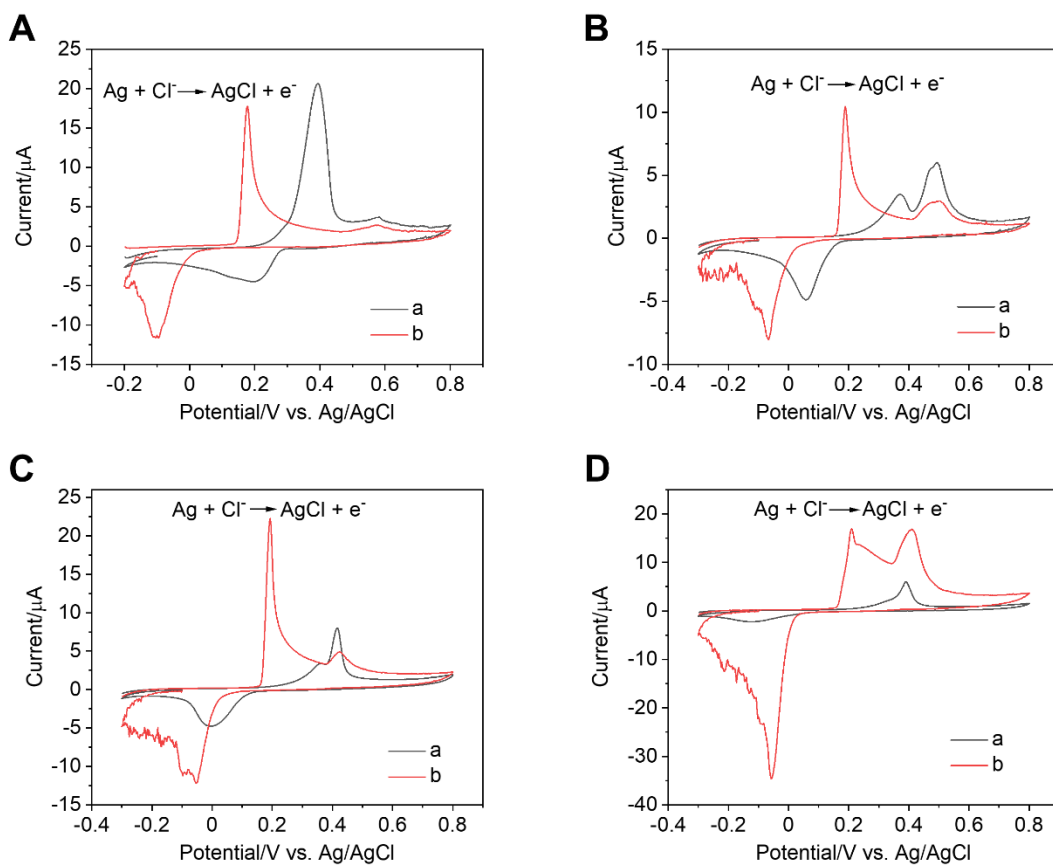 A
25
20
15
10
5
0
-5
-10
-15
Current/μA
Ag + Cl⁻ → AgCl + e⁻
a
b
-0.2 0 0.2 0.4 0.6 0.8
Potential/V vs. Ag/AgCl
B
15
10
5
0
-5
-10
Current/μA
Ag + Cl⁻ → AgCl + e⁻
a
b
-0.4 -0.2 0 0.2 0.4 0.6 0.8
Potential/V vs. Ag/AgCl
C
25
20
15
10
5
0
-5
-10
-15
Current/μA
Ag + Cl⁻ → AgCl + e⁻
a
b
-0.4 -0.2 0 0.2 0.4 0.6 0.8
Potential/V vs. Ag/AgCl
D
20
10
0
-10
-20
-30
-40
Current/μA
Ag + Cl⁻ → AgCl + e⁻
a
b
-0.4 -0.2 0 0.2 0.4 0.6 0.8
Potential/V vs. Ag/AgCl